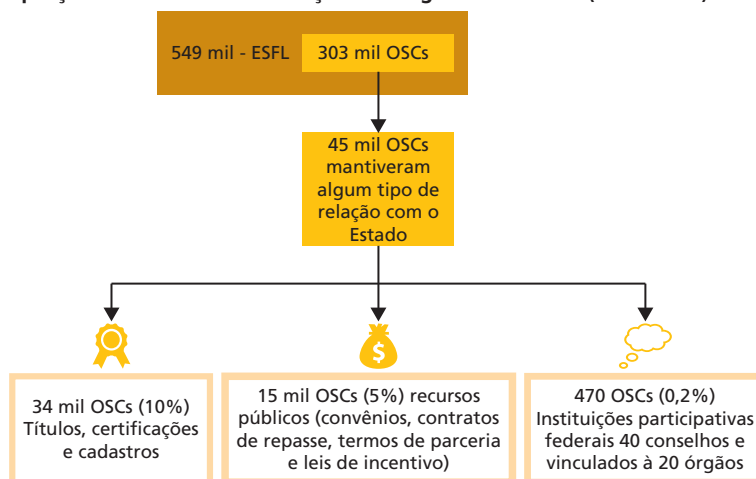 549 mil - ESFL
303 mil OSCs
45 mil OSCs
mantiveram
algum tipo de
relação com o
Estado
$
34 mil OSCs (10%)
Títulos, certificações
e cadastros
15 mil OSCs (5%) recursos
públicos (convênios, contratos
de repasse, termos de parceria
e leis de incentivo)
470 OSCs (0,2%)
Instituições participativas
federais 40 conselhos e
vinculados à 20 órgãos